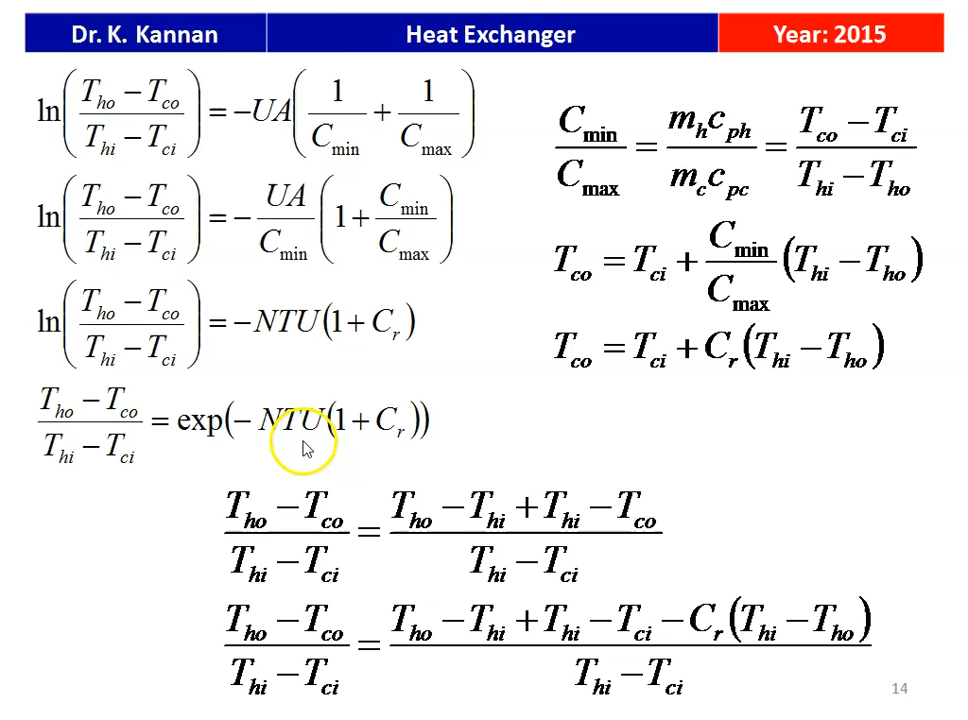 Dr. K. Kannan Heat Exchanger Year: 2015
ln((T_ho − T_co)/(T_hi − T_ci)) = −UA(1/C_min + 1/C_max)
ln((T_ho − T_co)/(T_hi − T_ci)) = −UA/C_min (1 + C_min/C_max)
ln((T_ho − T_co)/(T_hi − T_ci)) = −NTU(1 + C_r)
(T_ho − T_co)/(T_hi − T_ci) = exp(−NTU(1 + C_r))
C_min/C_max = m_h c_ph/m_c c_pc = (T_co − T_ci)/(T_hi − T_ho)
T_co = T_ci + C_min/C_max (T_hi − T_ho)
T_co = T_ci + C_r(T_hi − T_ho)
(T_ho − T_co)/(T_hi − T_ci) = (T_ho − T_hi + T_hi − T_co)/(T_hi − T_ci)
(T_ho − T_co)/(T_hi − T_ci) = (T_ho − T_hi + T_hi − T_ci − C_r(T_hi − T_ho))/(T_hi − T_ci)
14